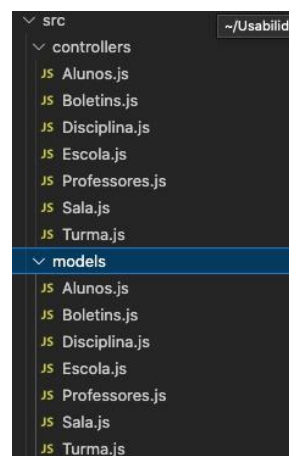 src
~/Usabilid
controllers
JS Alunos.js
JS Boletins.js
JS Disciplina.js
JS Escola.js
JS Professores.js
JS Sala.js
JS Turma.js
models
JS Alunos.js
JS Boletins.js
JS Disciplina.js
JS Escola.js
JS Professores.js
JS Sala.js
JS Turma.js